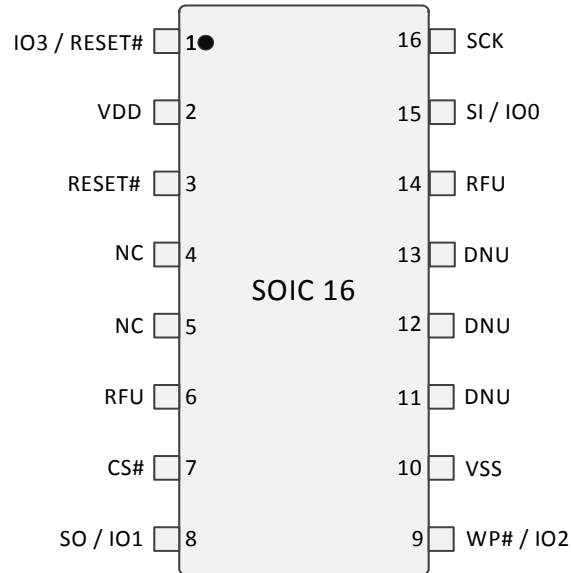 IO3 / RESET# 1 16 SCK
VDD 2 15 SI / IO0
RESET# 3 14 RFU
NC 4 13 DNU
SOIC 16
NC 5 12 DNU
RFU 6 11 DNU
CS# 7 10 VSS
SO / IO1 8 9 WP# / IO2